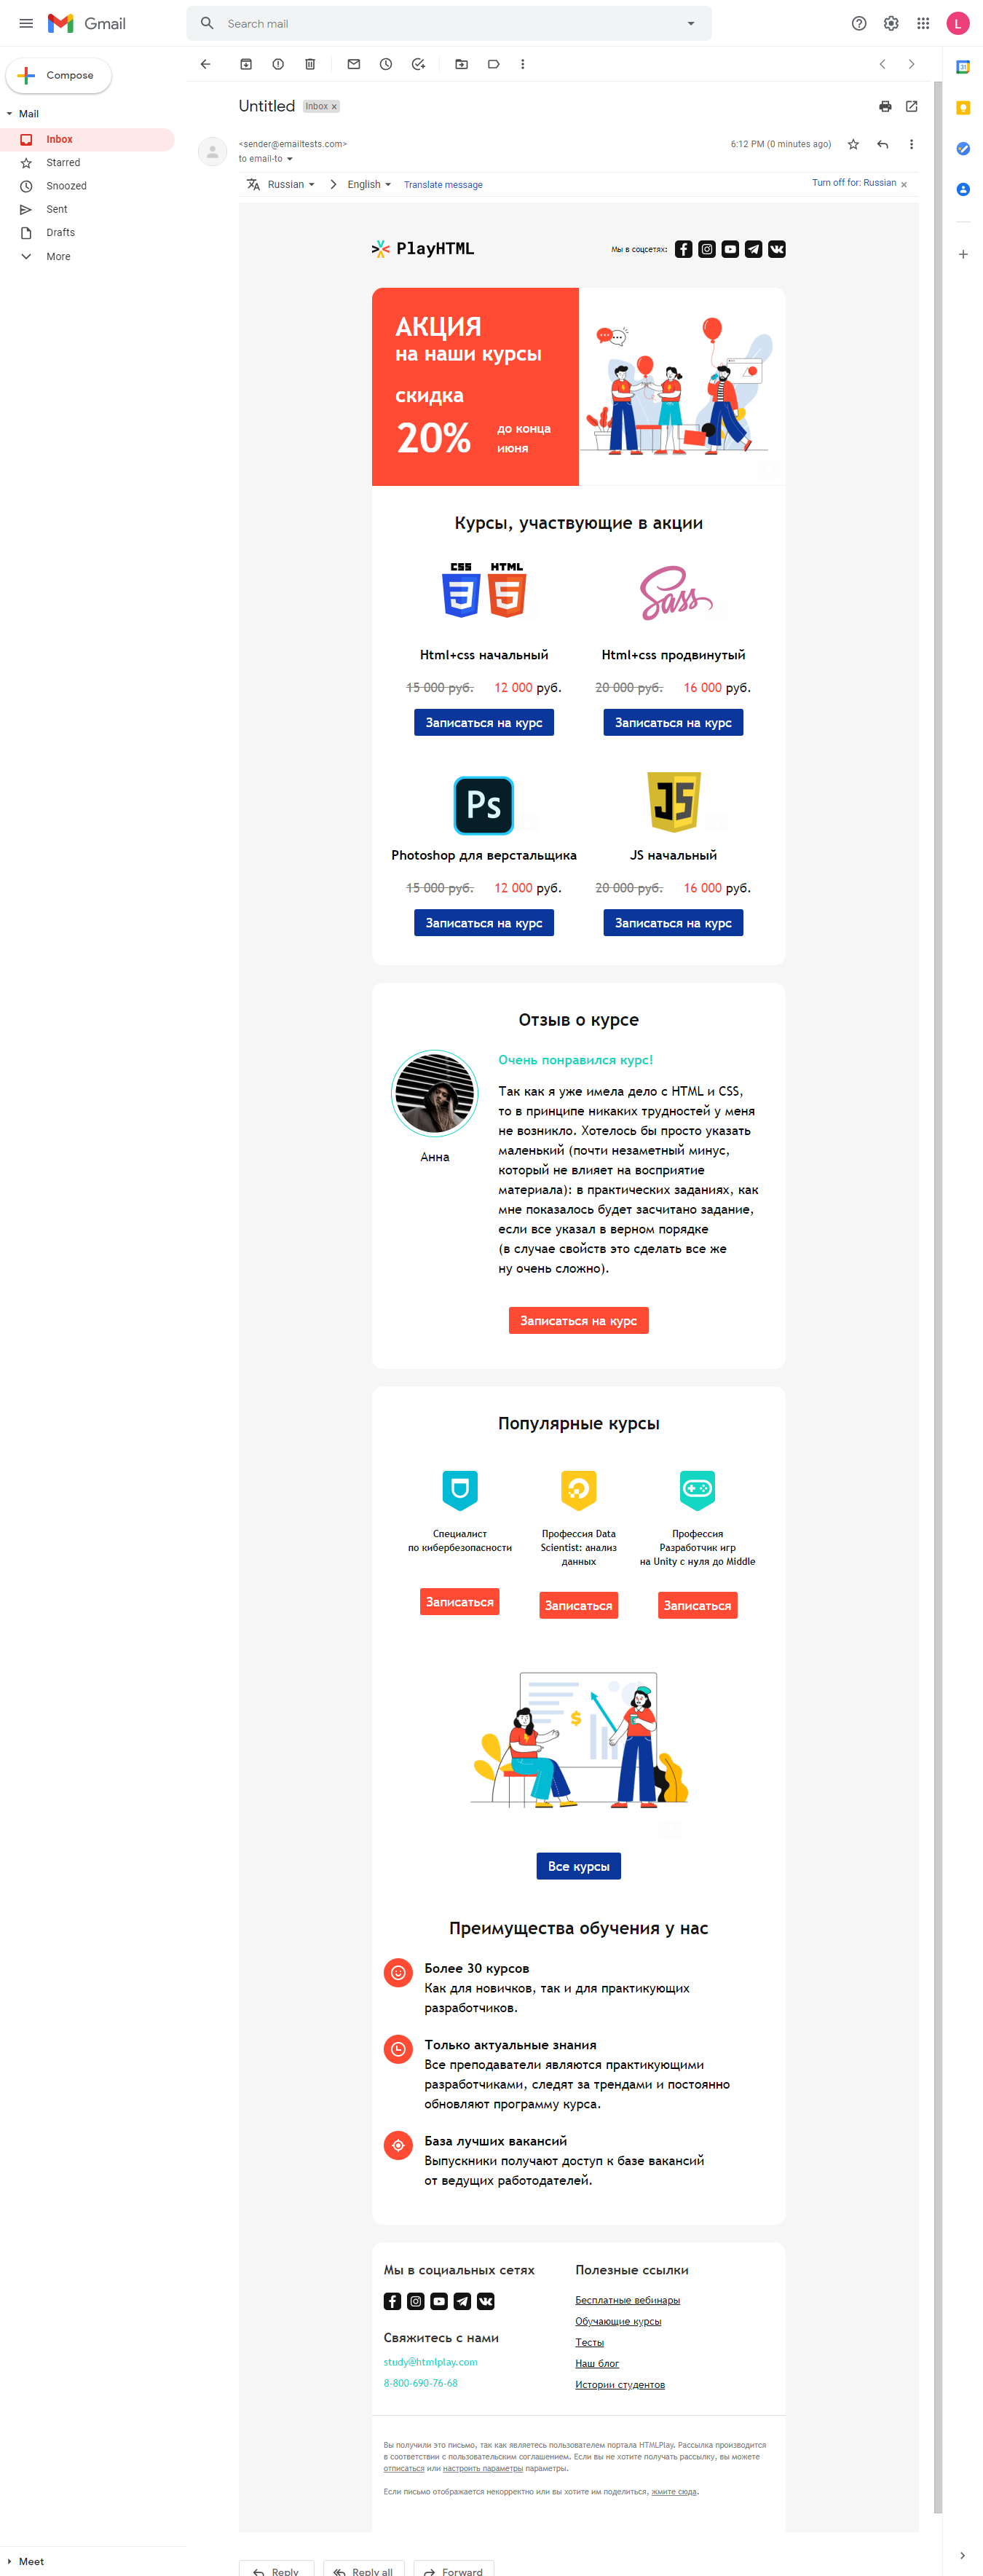 Gmail
Search mail
L
Compose
Mail
Inbox
Starred
Snoozed
Sent
Drafts
More
31
Untitled
Inbox ×
<sender@emailtests.com>
6:12 PM (0 minutes ago)
to email-to
Russian
English
Translate message
Turn off for: Russian ×
PlayHTML
Мы в соцсетях:
АКЦИЯ
на наши курсы
скидка
20%
до конца
июня
Курсы, участвующие в акции
CSS
HTML
3
5
Sass
Html+css начальный
15 000 руб. 12 000 руб.
Записаться на курс
Html+css продвинутый
20 000 руб. 16 000 руб.
Записаться на курс
Ps
JS
Photoshop для верстальщика
15 000 руб. 12 000 руб.
Записаться на курс
JS начальный
20 000 руб. 16 000 руб.
Записаться на курс
Отзыв о курсе
Анна
Очень понравился курс!
Так как я уже имела дело с HTML и CSS,
то в принципе никаких трудностей у меня
не возникло. Хотелось бы просто указать
маленький (почти незаметный минус,
который не влияет на восприятие
материала): в практических заданиях, как
мне показалось будет засчитано задание,
если все указал в верном порядке
(в случае свойств это сделать все же
ну очень сложно).
Записаться на курс
Популярные курсы
Специалист
по кибербезопасности
Записаться
Профессия Data
Scientist: анализ
данных
Записаться
Профессия
Разработчик игр
на Unity с нуля до Middle
Записаться
$
Все курсы
Преимущества обучения у нас
Более 30 курсов
Как для новичков, так и для практикующих
разработчиков.
Только актуальные знания
Все преподаватели являются практикующими
разработчиками, следят за трендами и постоянно
обновляют программу курса.
База лучших вакансий
Выпускники получают доступ к базе вакансий
от ведущих работодателей.
Мы в социальных сетях
Свяжитесь с нами
study@htmlplay.com
8-800-690-76-68
Полезные ссылки
Бесплатные вебинары
Обучающие курсы
Тесты
Наш блог
Истории студентов
Вы получили это письмо, так как являетесь пользователем портала HTMLPlay. Рассылка производится
в соответствии с пользовательским соглашением. Если вы не хотите получать рассылку, вы можете
отписаться или настроить параметры параметры.
Если письмо отображается некорректно или вы хотите им поделиться, жмите сюда.
Meet
Reply
Reply all
Forward